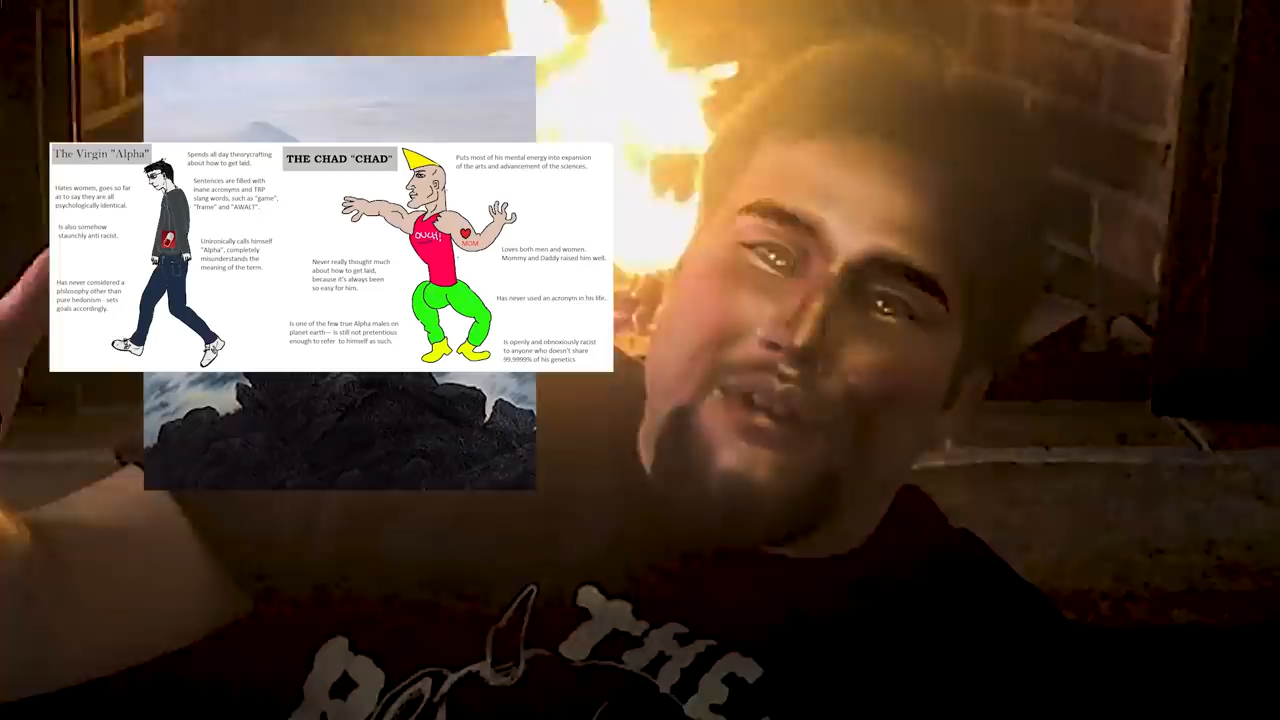 The Virgin "Alpha"
Spends all day theorycrafting
about how to get laid.
Hates women, goes so far
as to say they are all
psychologically identical.
Sentences are filled with
inane acronyms and TRP
slang words, such as "game",
"frame" and "AWALT".
Is also somehow
staunchly anti racist.
Unironically calls himself
"Alpha", completely
misunderstands the
meaning of the term.
Has never considered a
philosophy other than
pure hedonism - sets
goals accordingly.
THE CHAD "CHAD"
Puts most of his mental energy into expansion
of the arts and advancement of the sciences.
OUCH!
MOM
Loves both men and women.
Mommy and Daddy raised him well.
Never really thought much
about how to get laid,
because it's always been
so easy for him.
Has never used an acronym in his life.
Is one of the few true Alpha males on
planet earth— is still not pretentious
enough to refer to himself as such.
Is openly and obnoxiously racist
to anyone who doesn't share
99.9999% of his genetics
THE